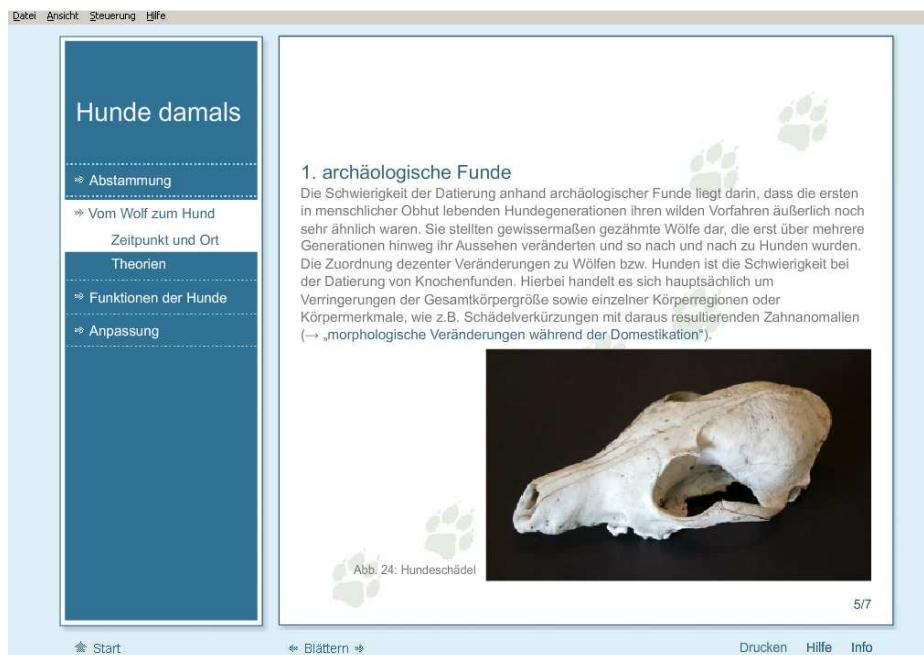 Datei Ansicht Steuerung Hilfe
Hunde damals
Abstammung
Vom Wolf zum Hund
Zeitpunkt und Ort
Theorien
Funktionen der Hunde
Anpassung
1. archäologische Funde
Die Schwierigkeit der Datierung anhand archäologischer Funde liegt darin, dass die ersten
in menschlicher Obhut lebenden Hundegenerationen ihren wilden Vorfahren äußerlich noch
sehr ähnlich waren. Sie stellten gewissermaßen gezähmte Wölfe dar, die erst über mehrere
Generationen hinweg ihr Aussehen veränderten und so nach und nach zu Hunden wurden.
Die Zuordnung dezenter Veränderungen zu Wölfen bzw. Hunden ist die Schwierigkeit bei
der Datierung von Knochenfunden. Hierbei handelt es sich hauptsächlich um
Verringerungen der Gesamtkörpergröße sowie einzelner Körperregionen oder
Körpermerkmale, wie z.B. Schädelverkürzungen mit daraus resultierenden Zahnanomalien
(→ „morphologische Veränderungen während der Domestikation“).
Abb. 24: Hundeschädel
5/7
Start
Blättern
Drucken Hilfe Info